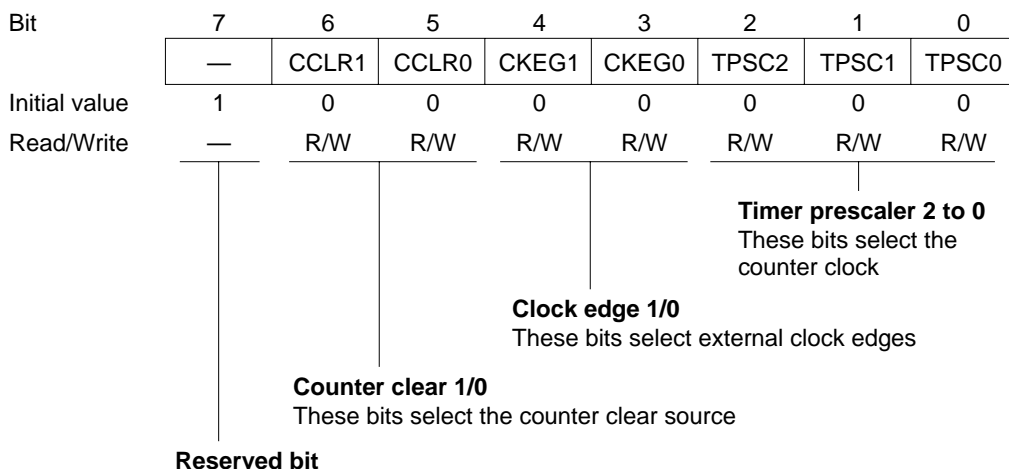 Bit 7 6 5 4 3 2 1 0
— CCLR1 CCLR0 CKEG1 CKEG0 TPSC2 TPSC1 TPSC0
Initial value 1 0 0 0 0 0 0 0
Read/Write — R/W R/W R/W R/W R/W R/W R/W
Timer prescaler 2 to 0
These bits select the
counter clock
Clock edge 1/0
These bits select external clock edges
Counter clear 1/0
These bits select the counter clear source
Reserved bit